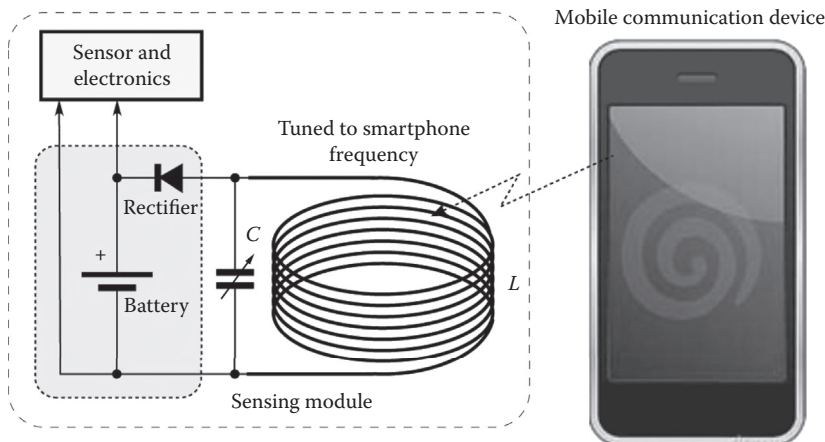 Mobile communication device
Sensor and
electronics
Tuned to smartphone
frequency
Rectifier
C
+
L
Battery
Sensing module